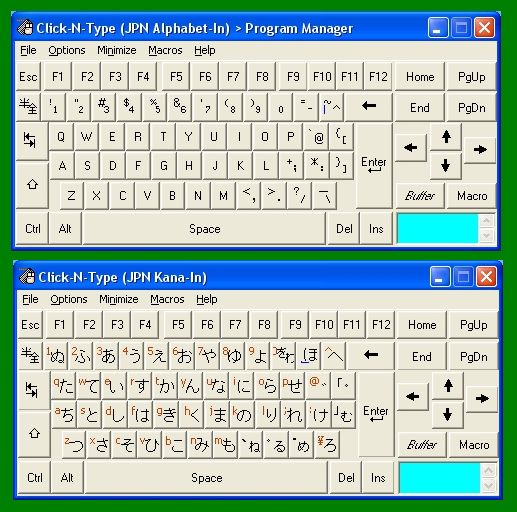 Click-N-Type (JPN Alphabet-In) > Program Manager
File Options Minimize Macros Help
Esc F1 F2 F3 F4 F5 F6 F7 F8 F9 F10 F11 F12 Home PgUp
半全 !1 "2 #3 $4 %5 &6 '7 (8 )9 0 =- ~^ ← End PgDn
Q W E R T Y U I O P `@ {[ Enter
A S D F G H J K L +; *: }]
Z X C V B N M <, >. ?/ _\ Buffer Macro
Ctrl Alt Space Del Ins
Click-N-Type (JPN Kana-In)
File Options Minimize Macros Help
Esc F1 F2 F3 F4 F5 F6 F7 F8 F9 F10 F11 F12 Home PgUp
半全 1ぬ 2ふ 3あ 4う 5え 6お 7や 8ゆ 9よ ほ ^へ ← End PgDn
qた wて eい rす tか yん uな iに oら pせ @゛ 「゜ Enter
aち sと dし fは gき hく jま kの lり ;れ :け 」む
zつ xさ cそ vひ bこ nみ mも 、ね 。る ・め ¥ろ Buffer Macro
Ctrl Alt Space Del Ins